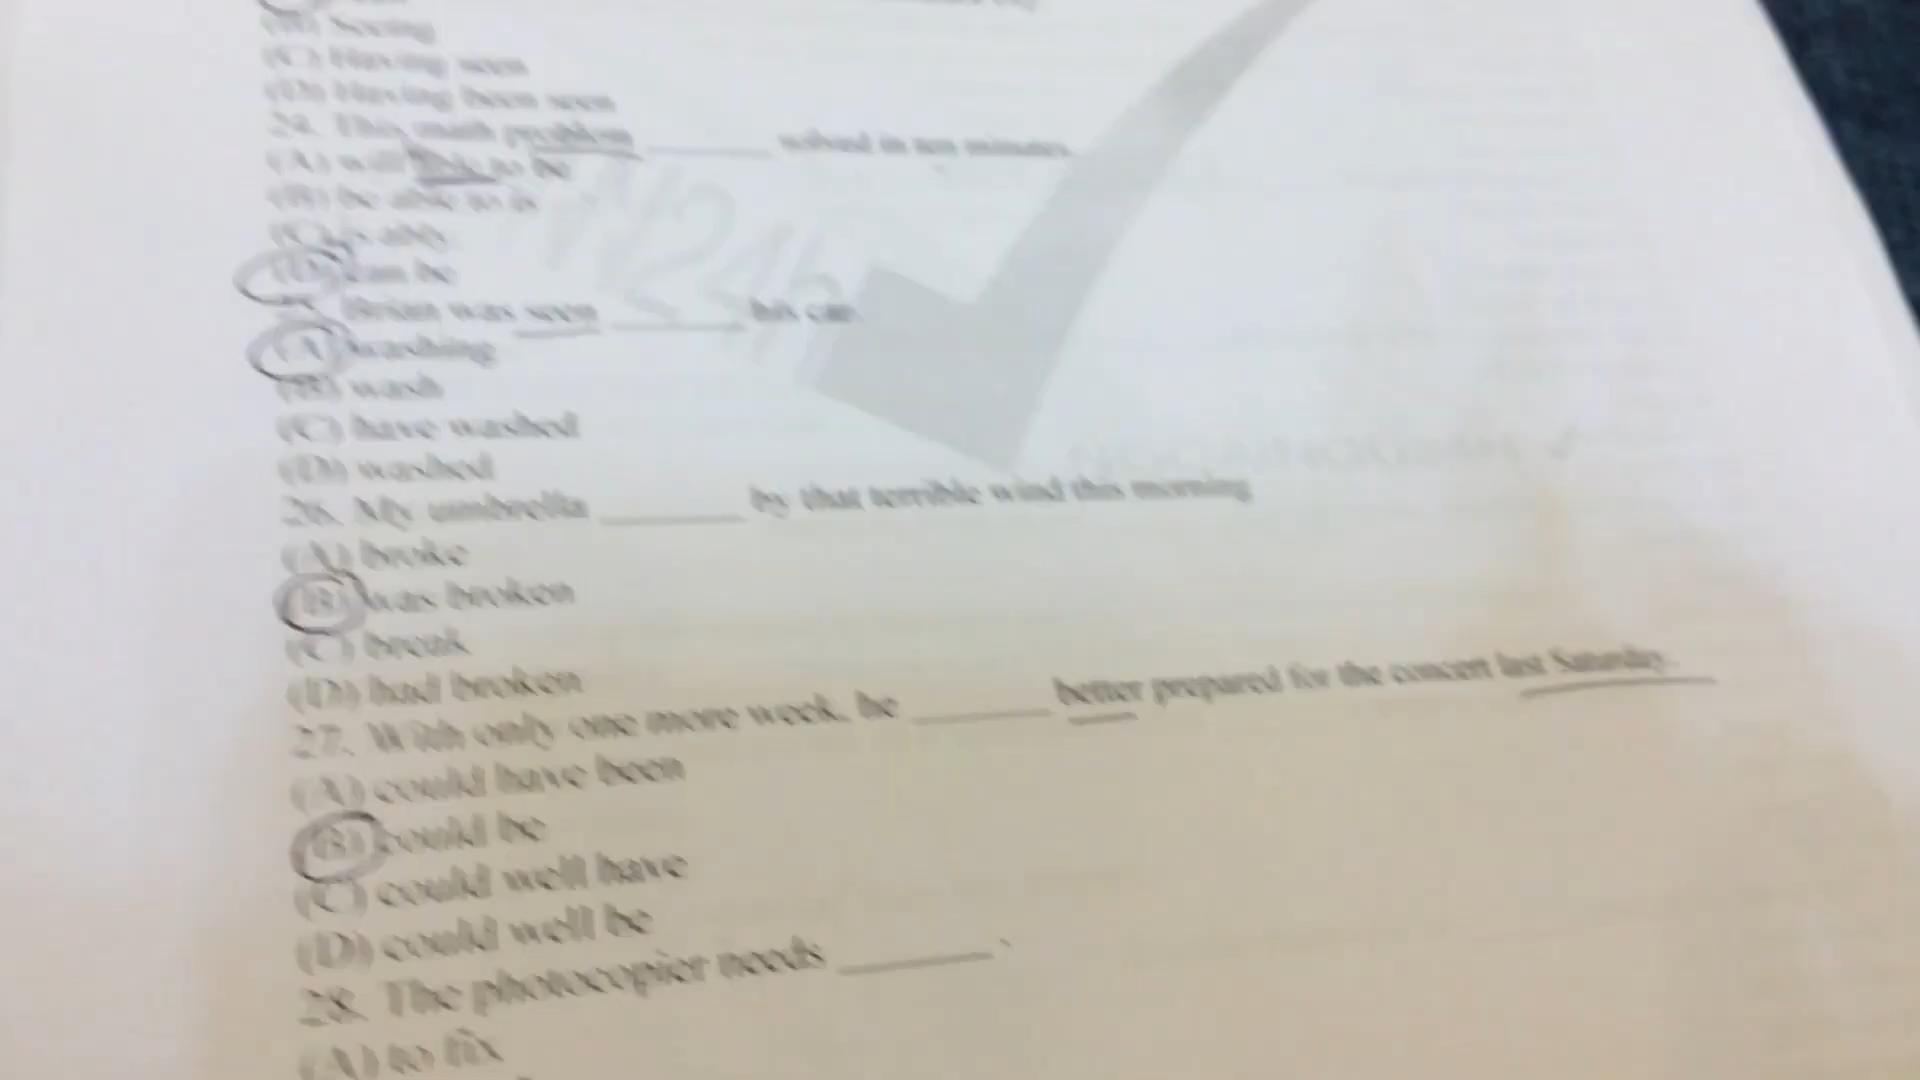 (B) Seeing
(C) Having seen
(D) Having been seen
24. This math problem ______ solved in ten minutes.
(A) will able to be
(B) be able to is
(C) is ably
(D) can be
Brian was seen ______ his car.
(A) washing
(B) wash
(C) have washed
(D) washed
26. My umbrella ______ by that terrible wind this morning
(A) broke
(B) was broken
(C) break
(D) had broken
27. With only one more week, he ______ better prepared for the concert last Saturday.
(A) could have been
(B) could be
(C) could well have
(D) could well be
28. The photocopier needs ______.
(A) to fix